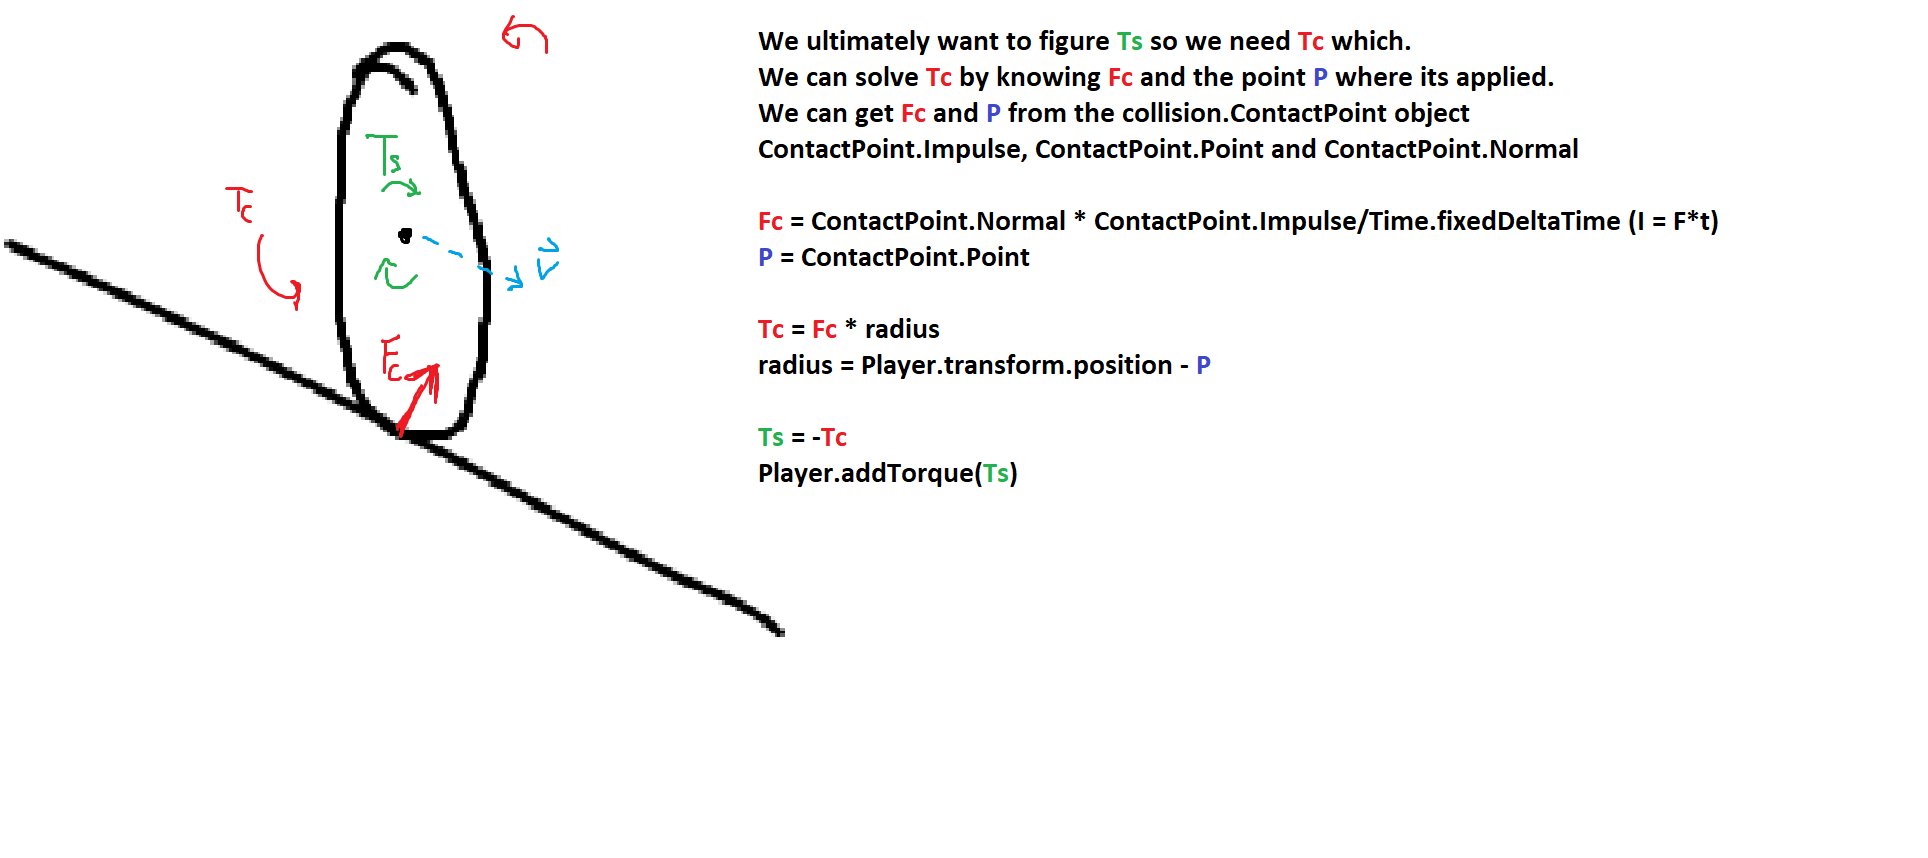 We ultimately want to figure Ts so we need Tc which.
We can solve Tc by knowing Fc and the point P where its applied.
We can get Fc and P from the collision.ContactPoint object
ContactPoint.Impulse, ContactPoint.Point and ContactPoint.Normal
Fc = ContactPoint.Normal * ContactPoint.Impulse/Time.fixedDeltaTime (I = F*t)
P = ContactPoint.Point
Tc = Fc * radius
radius = Player.transform.position - P
Ts = -Tc
Player.addTorque(Ts)
Ts
Tc
Fc